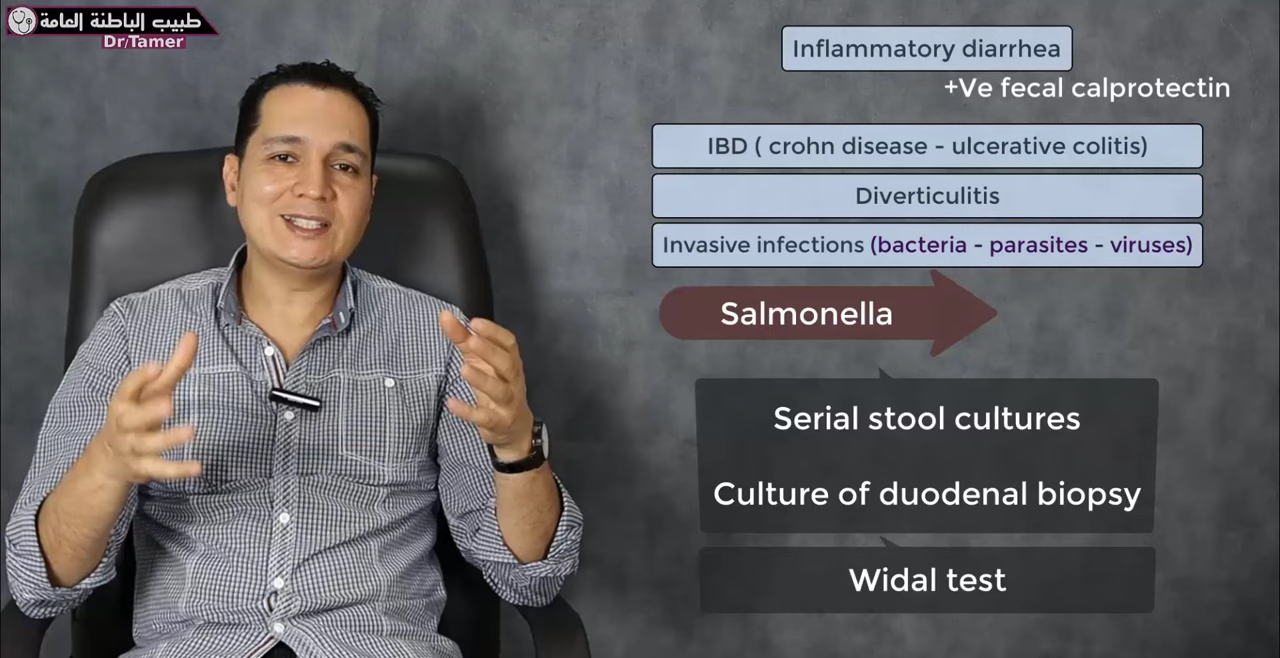 طبيب الباطنة العامة
Dr/Tamer
Inflammatory diarrhea
+Ve fecal calprotectin
IBD ( crohn disease - ulcerative colitis)
Diverticulitis
Invasive infections (bacteria - parasites - viruses)
Salmonella
Serial stool cultures
Culture of duodenal biopsy
Widal test